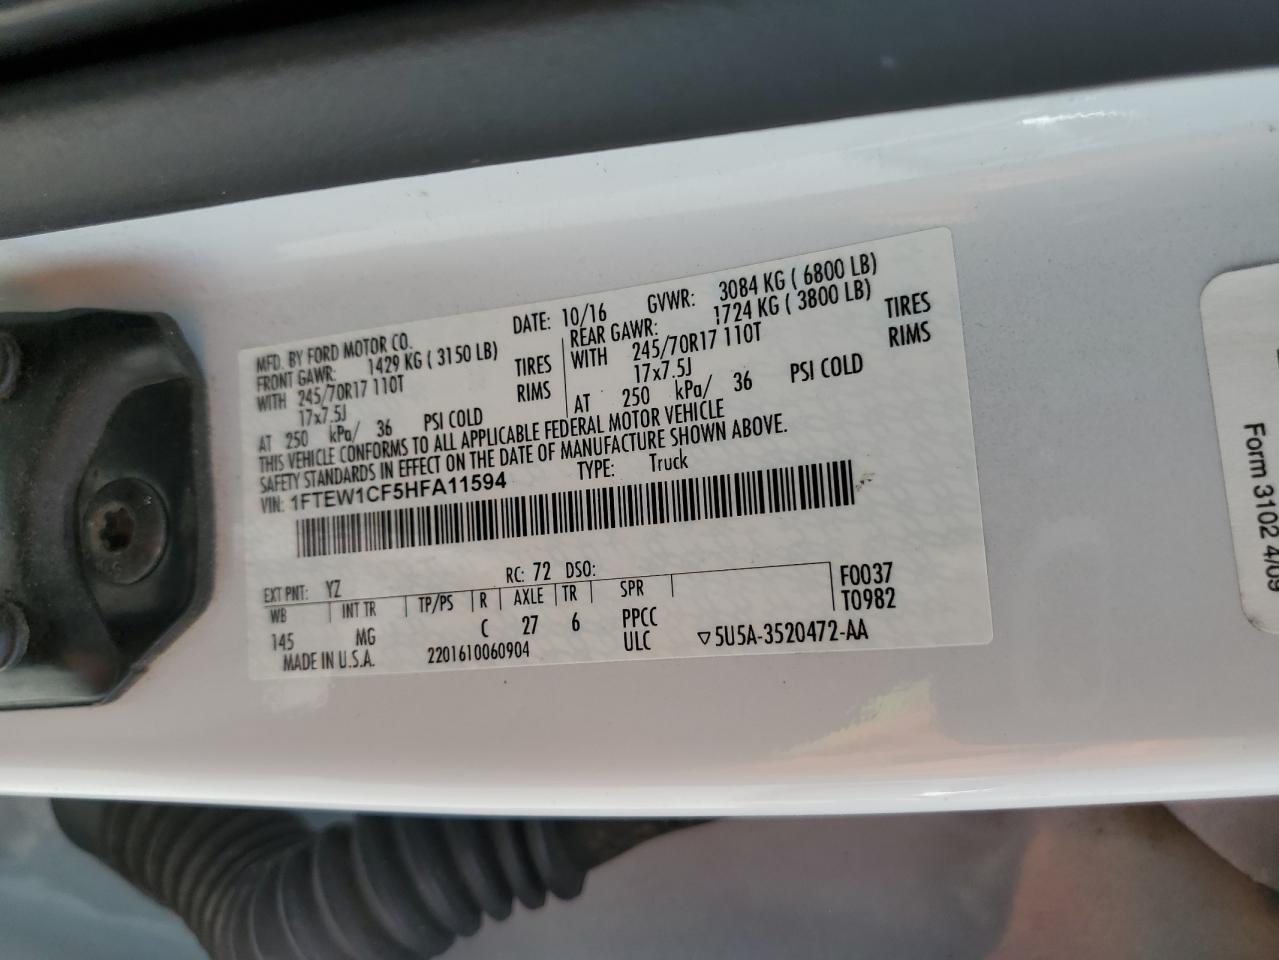 MFD. BY FORD MOTOR CO.
DATE: 10/16
GVWR: 3084 KG ( 6800 LB)
FRONT GAWR: 1429 KG ( 3150 LB)
REAR GAWR: 1724 KG ( 3800 LB)
WITH 245/70R17 110T TIRES
WITH 245/70R17 110T TIRES
17x7.5J RIMS
17x7.5J RIMS
AT 250 kPa/ 36 PSI COLD
AT 250 kPa/ 36 PSI COLD
THIS VEHICLE CONFORMS TO ALL APPLICABLE FEDERAL MOTOR VEHICLE
SAFETY STANDARDS IN EFFECT ON THE DATE OF MANUFACTURE SHOWN ABOVE.
VIN: 1FTEW1CF5HFA11594
TYPE: Truck
EXT PNT: YZ RC: 72 DSO:
WB INT TR TP/PS R AXLE TR SPR F0037
T0982
145 MG C 27 6 PPCC
MADE IN U.S.A. 2201610060904 ULC ▽5U5A-3520472-AA
Form 3102 4/09